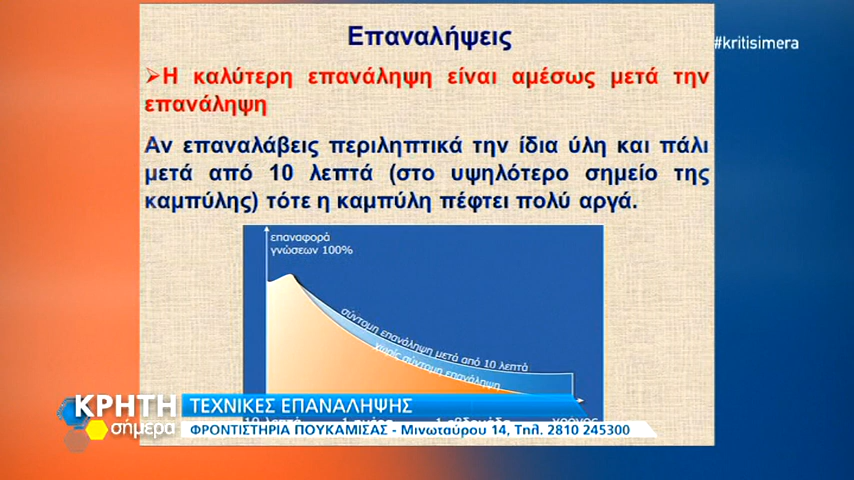 Επαναλήψεις
#kritisimera
➢Η καλύτερη επανάληψη είναι αμέσως μετά την
επανάληψη
Αν επαναλάβεις περιληπτικά την ίδια ύλη και πάλι
μετά από 10 λεπτά (στο υψηλότερο σημείο της
καμπύλης) τότε η καμπύλη πέφτει πολύ αργά.
επαναφορά
γνώσεων 100%
σύντομη επανάληψη μετά από 10 λεπτά
χωρίς σύντομη επανάληψη
ΚΡΗΤΗ
σήμερα
ΤΕΧΝΙΚΕΣ ΕΠΑΝΑΛΗΨΗΣ
ΦΡΟΝΤΙΣΤΗΡΙΑ ΠΟΥΚΑΜΙΣΑΣ - Μινωταύρου 14, Τηλ. 2810 245300